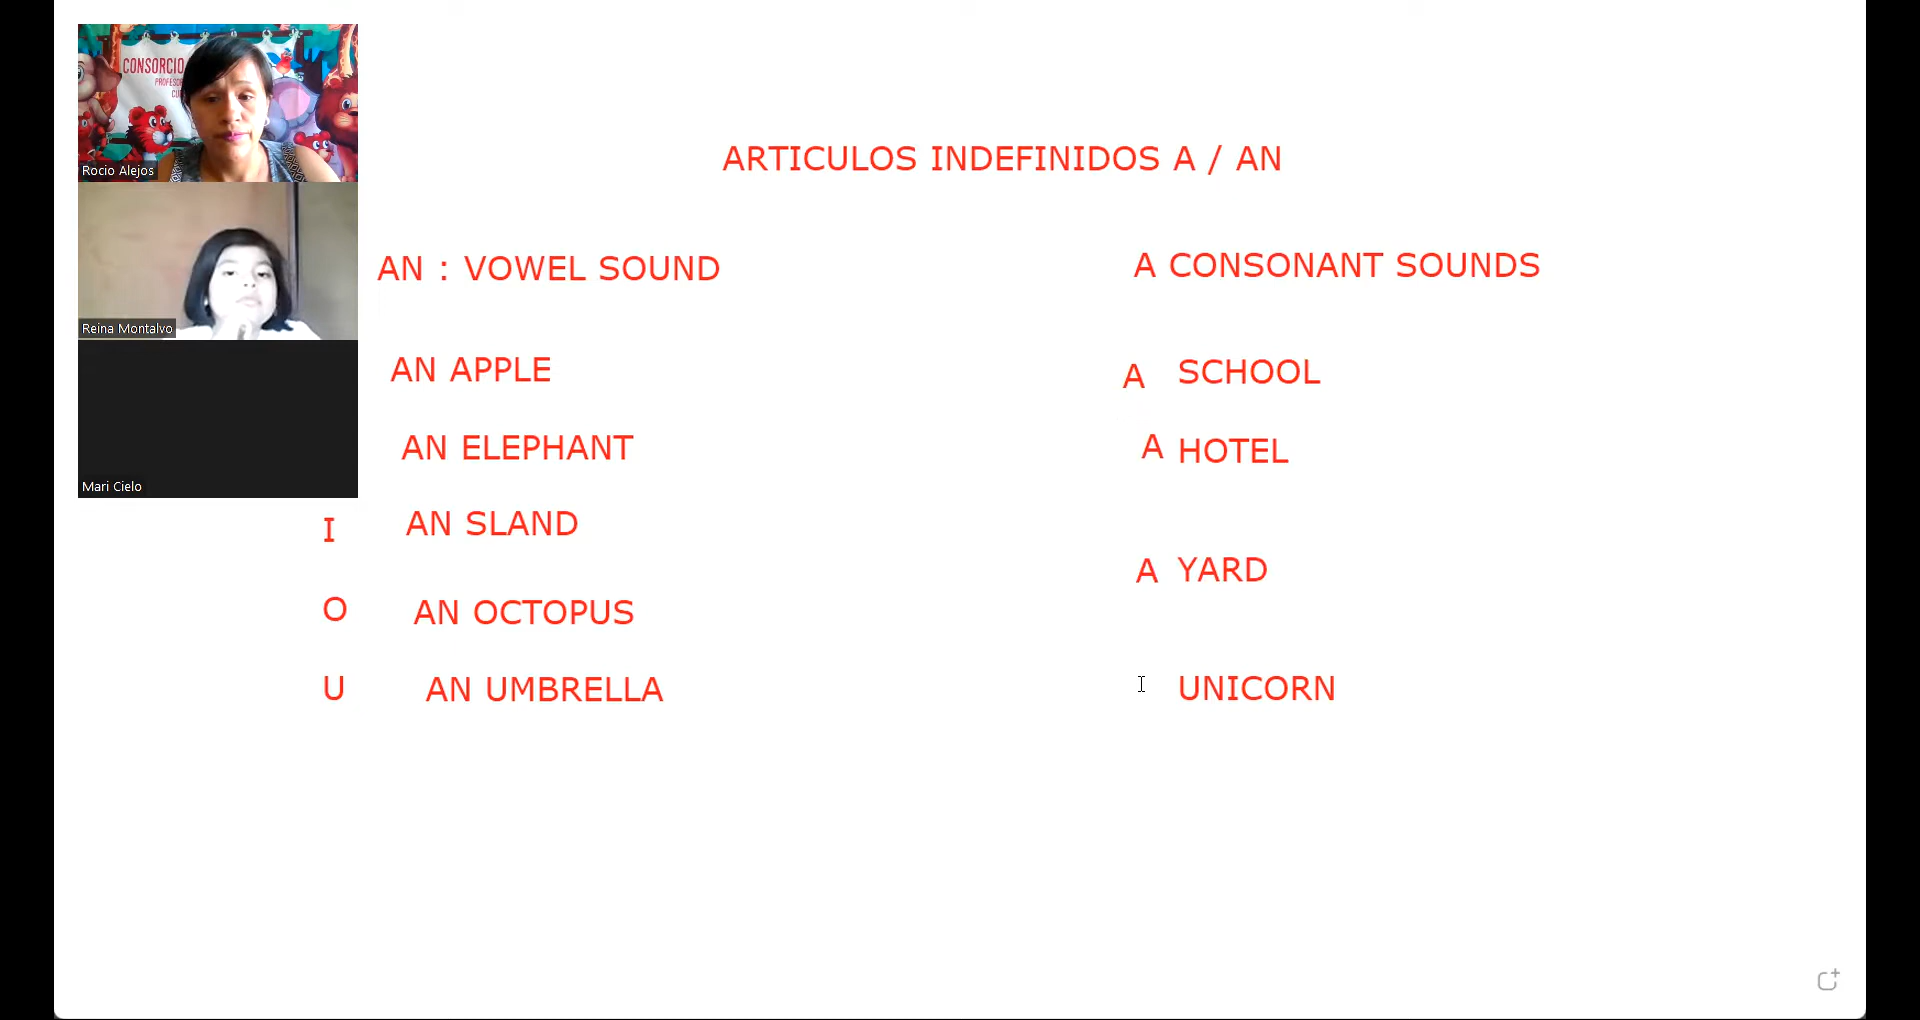 CONSORCIO
Rocio Alejos
Reina Montalvo
Mari Cielo
ARTICULOS INDEFINIDOS A / AN
AN : VOWEL SOUND
AN APPLE
AN ELEPHANT
I AN SLAND
O AN OCTOPUS
U AN UMBRELLA
A CONSONANT SOUNDS
A SCHOOL
A HOTEL
A YARD
UNICORN